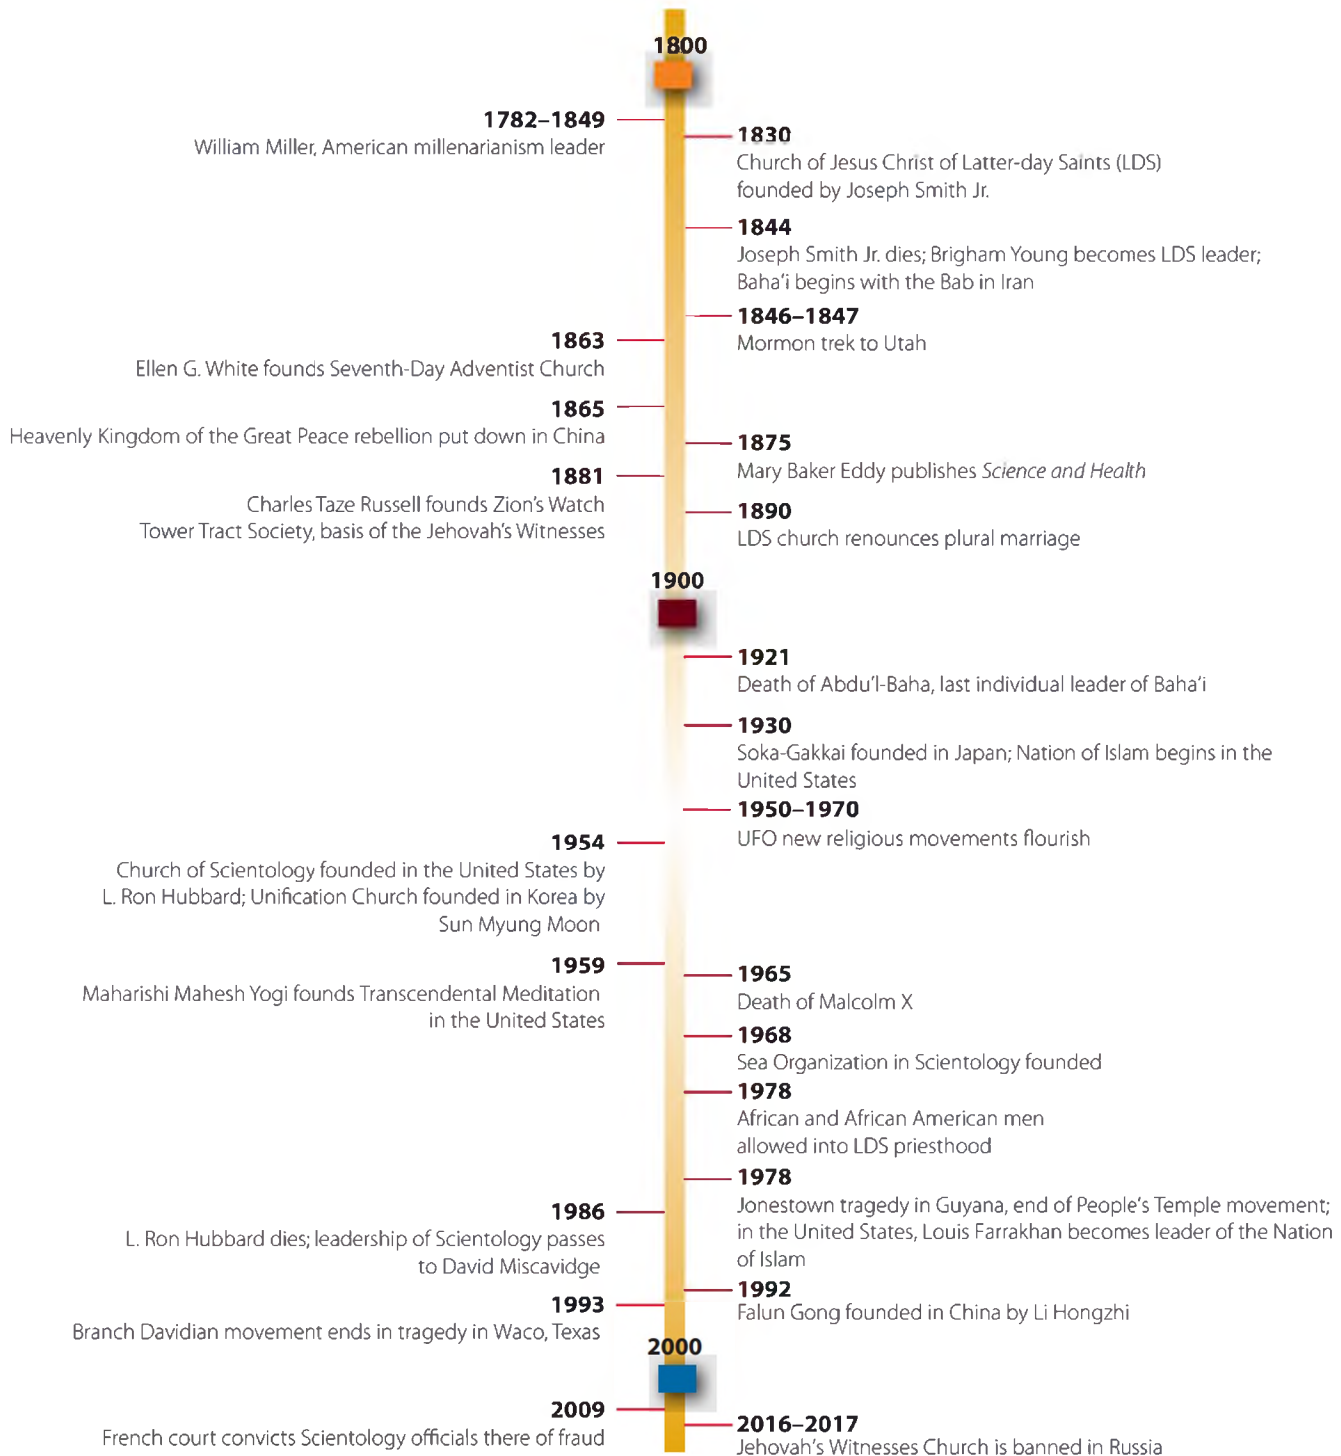 1800
1782–1849
William Miller, American millenarianism leader
1830
Church of Jesus Christ of Latter-day Saints (LDS)
founded by Joseph Smith Jr.
1844
Joseph Smith Jr. dies; Brigham Young becomes LDS leader;
Baha'i begins with the Bab in Iran
1846–1847
Mormon trek to Utah
1863
Ellen G. White founds Seventh-Day Adventist Church
1865
Heavenly Kingdom of the Great Peace rebellion put down in China
1875
Mary Baker Eddy publishes Science and Health
1881
Charles Taze Russell founds Zion's Watch
Tower Tract Society, basis of the Jehovah's Witnesses
1890
LDS church renounces plural marriage
1900
1921
Death of Abdu'l-Baha, last individual leader of Baha'i
1930
Soka-Gakkai founded in Japan; Nation of Islam begins in the
United States
1950–1970
UFO new religious movements flourish
1954
Church of Scientology founded in the United States by
L. Ron Hubbard; Unification Church founded in Korea by
Sun Myung Moon
1959
Maharishi Mahesh Yogi founds Transcendental Meditation
in the United States
1965
Death of Malcolm X
1968
Sea Organization in Scientology founded
1978
African and African American men
allowed into LDS priesthood
1978
Jonestown tragedy in Guyana, end of People's Temple movement;
in the United States, Louis Farrakhan becomes leader of the Nation
of Islam
1986
L. Ron Hubbard dies; leadership of Scientology passes
to David Miscavidge
1992
Falun Gong founded in China by Li Hongzhi
1993
Branch Davidian movement ends in tragedy in Waco, Texas
2000
2009
French court convicts Scientology officials there of fraud
2016–2017
Jehovah's Witnesses Church is banned in Russia